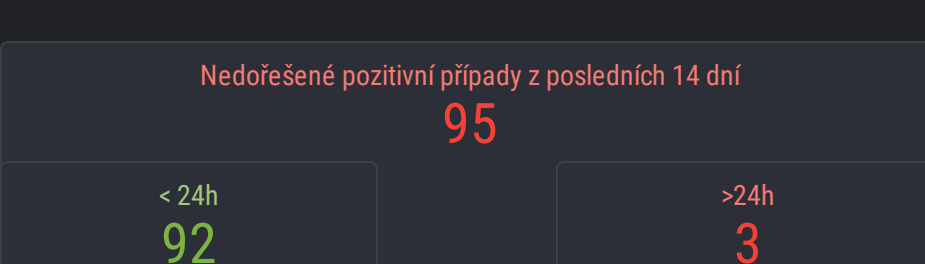 Nedořešené pozitivní případy z posledních 14 dní
95
< 24h
>24h
92
3